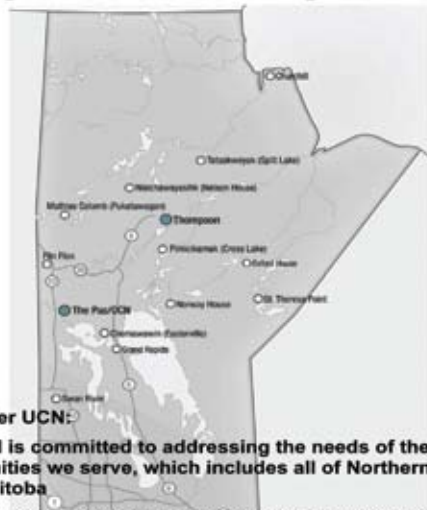 Churchill
Tataskweyak (Split Lake)
Nisichawayasihk (Nelson House)
Mathias Colomb (Pukatawagan)
Thompson
Pimicikamak (Cross Lake)
Flin Flon
Oxford House
The Pas/UCN
Norway House
St. Theresa Point
Chemawawin (Easterville)
Grand Rapids
Swan River
er UCN:
is committed to addressing the needs of the
ities we serve, which includes all of Northern
itoba